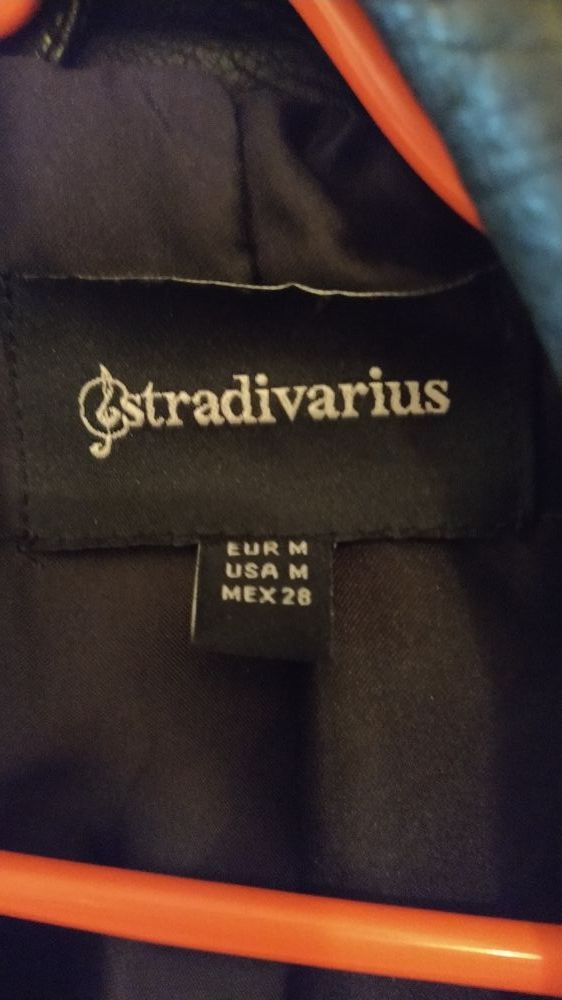 stradivarius
EUR M
USA M
MEX 28